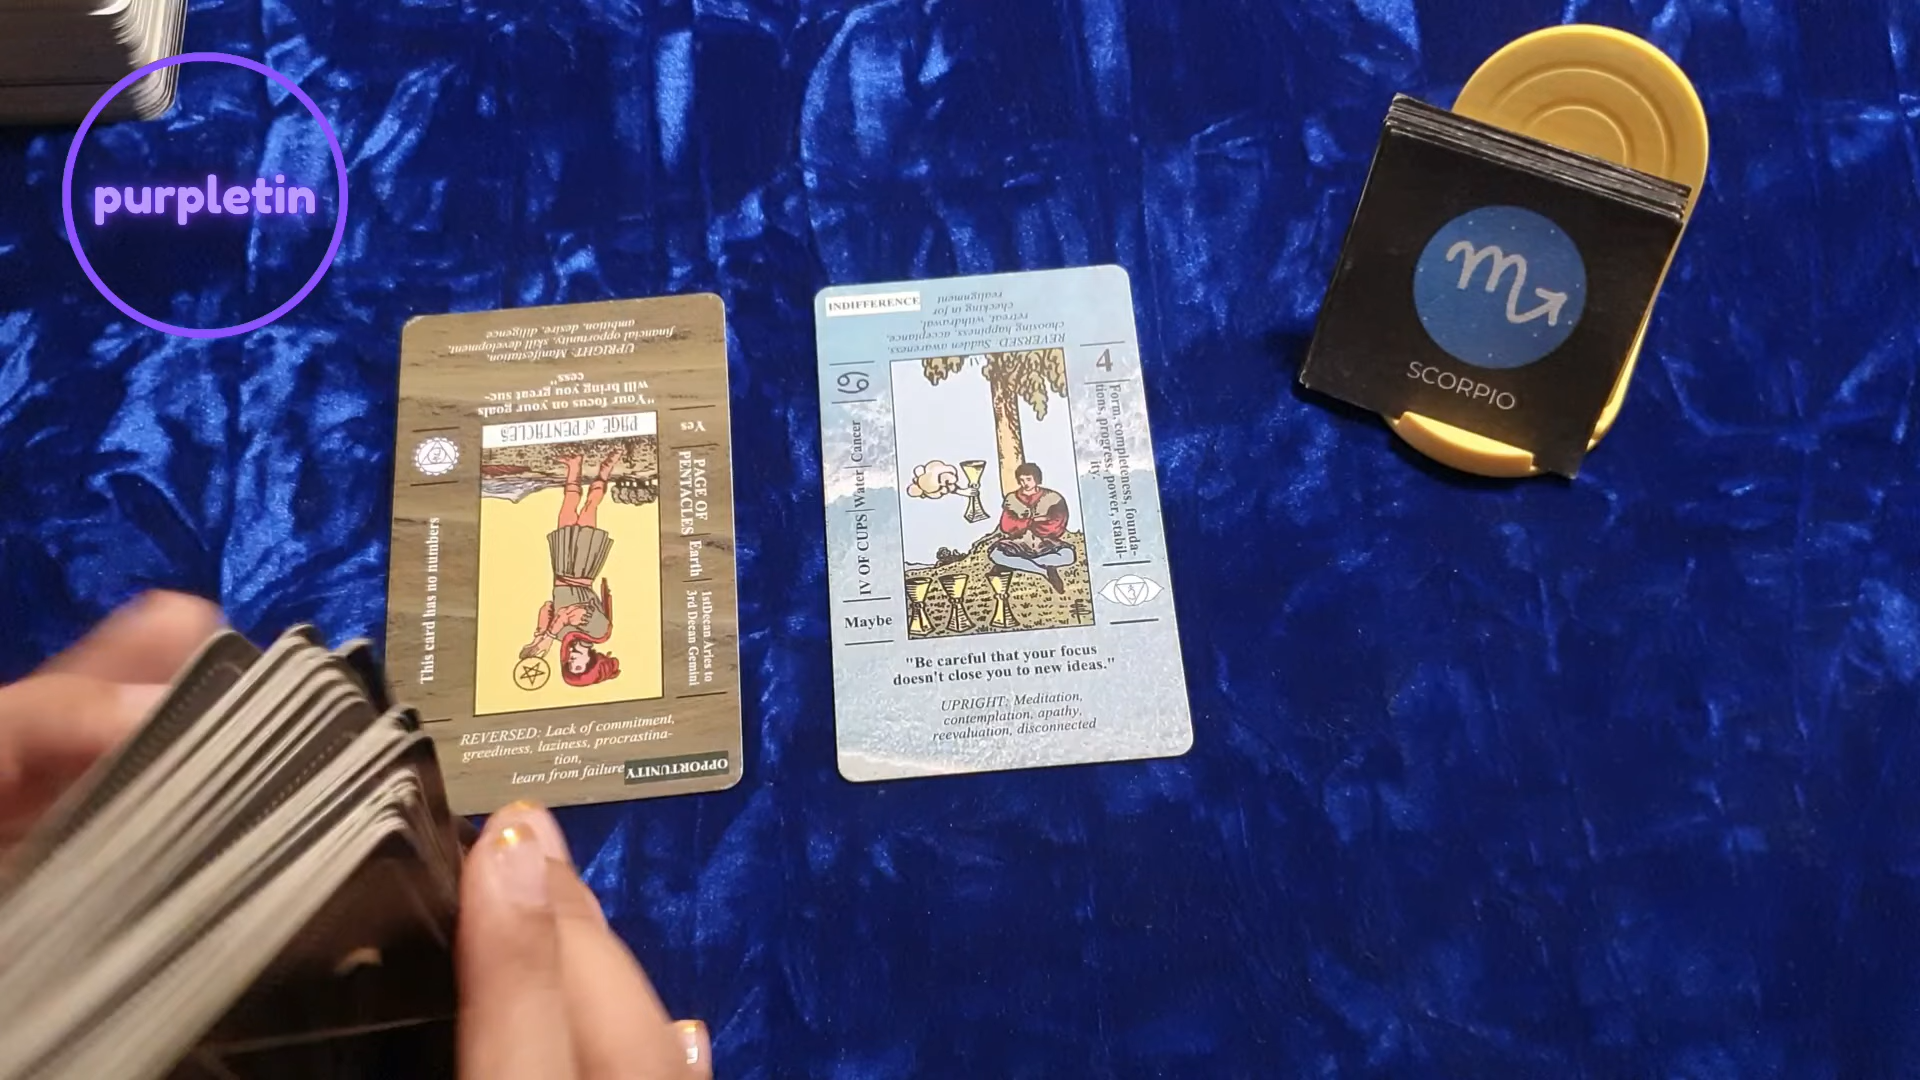 purpletin
UPRIGHT: Manifestation,
financial opportunity, skill development,
ambition, desire, diligence
"Your focus on your goals
will bring you great suc-
cess"
PAGE of PENTACLES
Yes
PAGE OF
PENTACLES
Earth
1stDecan Aries to
3rd Decan Gemini
This card has no numbers
REVERSED: Lack of commitment,
greediness, laziness, procrastina-
tion,
learn from failure
OPPORTUNITY
INDIFFERENCE
REVERSED: Sudden awareness,
choosing happiness, acceptance,
retreat, withdrawal,
checking in for
realignment
IV
4
Form, completeness, founda-
tions, progress, power, stabil-
ity.
Maybe
IV OF CUPS
Water
Cancer
"Be careful that your focus
doesn't close you to new ideas."
UPRIGHT: Meditation,
contemplation, apathy,
reevaluation, disconnected
SCORPIO